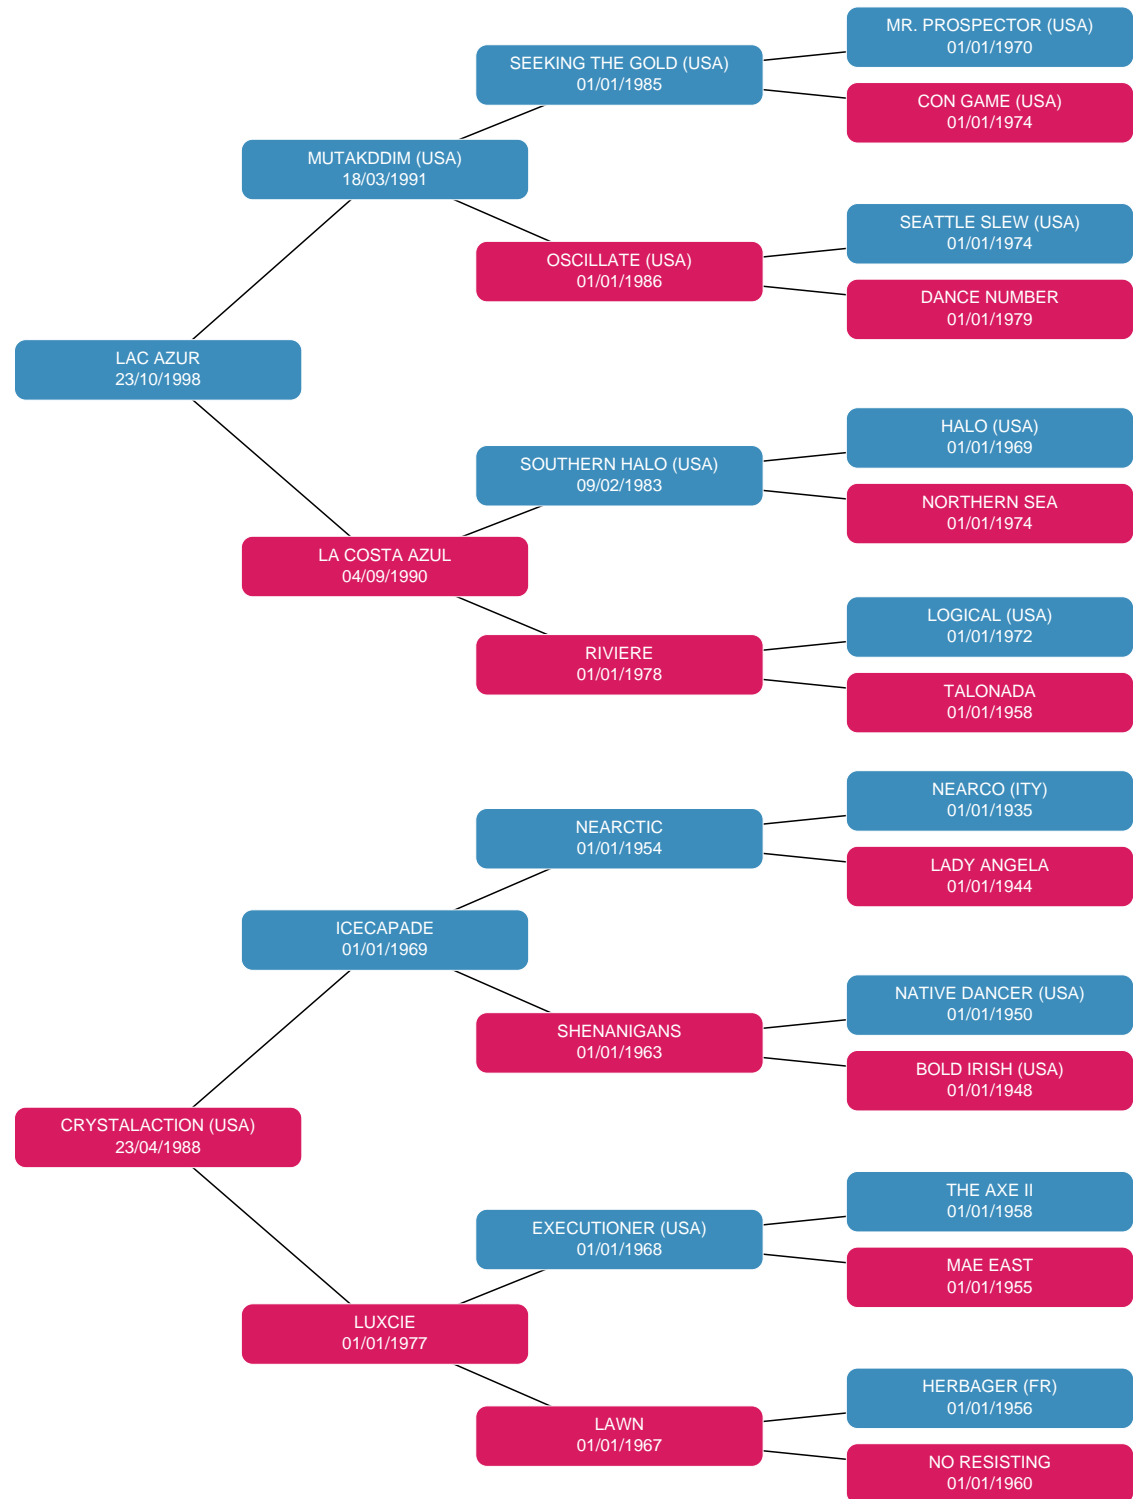 MR. PROSPECTOR (USA)
01/01/1970
SEEKING THE GOLD (USA)
01/01/1985
CON GAME (USA)
01/01/1974
MUTAKDDIM (USA)
18/03/1991
SEATTLE SLEW (USA)
01/01/1974
OSCILLATE (USA)
01/01/1986
DANCE NUMBER
01/01/1979
LAC AZUR
23/10/1998
HALO (USA)
01/01/1969
SOUTHERN HALO (USA)
09/02/1983
NORTHERN SEA
01/01/1974
LA COSTA AZUL
04/09/1990
LOGICAL (USA)
01/01/1972
RIVIERE
01/01/1978
TALONADA
01/01/1958
NEARCO (ITY)
01/01/1935
NEARCTIC
01/01/1954
LADY ANGELA
01/01/1944
ICECAPADE
01/01/1969
NATIVE DANCER (USA)
01/01/1950
SHENANIGANS
01/01/1963
BOLD IRISH (USA)
01/01/1948
CRYSTALACTION (USA)
23/04/1988
THE AXE II
01/01/1958
EXECUTIONER (USA)
01/01/1968
MAE EAST
01/01/1955
LUXCIE
01/01/1977
HERBAGER (FR)
01/01/1956
LAWN
01/01/1967
NO RESISTING
01/01/1960